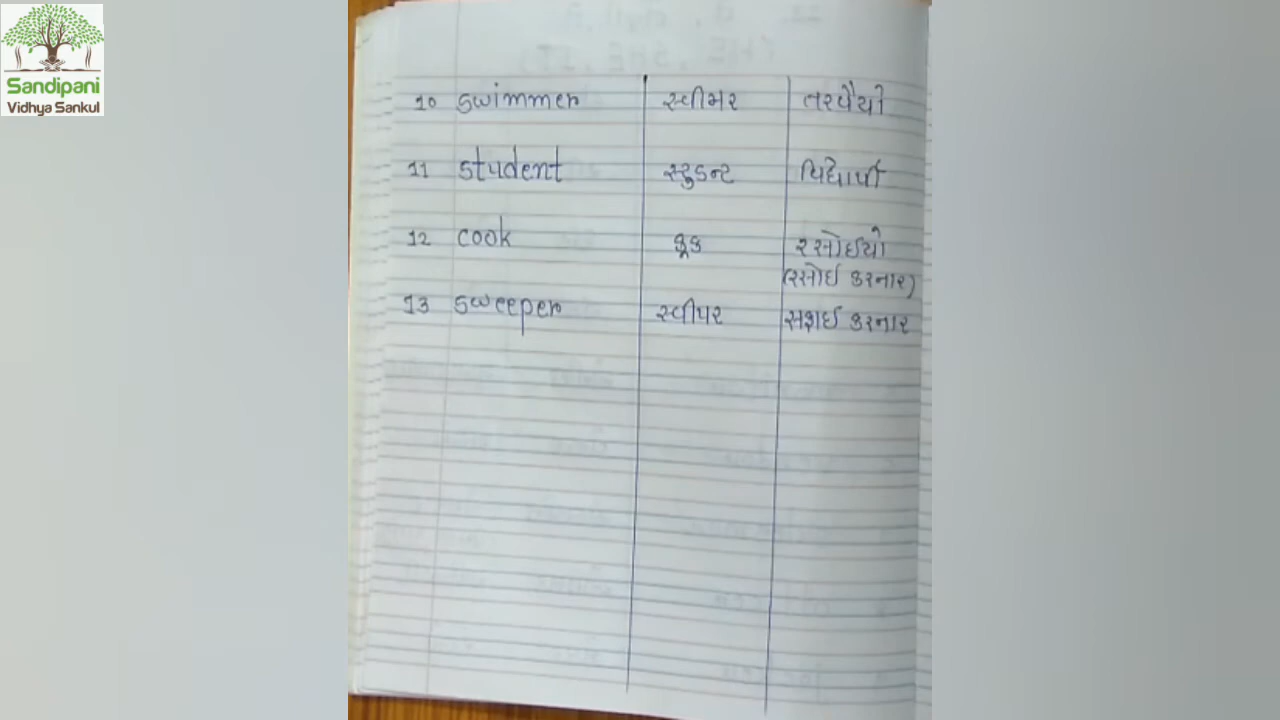 Sandipani
Vidhya Sankul
10 swimmer સ્વીમર તરવૈયો
11 student સ્ટુડન્ટ વિદ્યાર્થી
12 cook કૂક રસોઈયો
(રસોઈ કરનાર)
13 sweeper સ્વીપર સફાઈ કરનાર